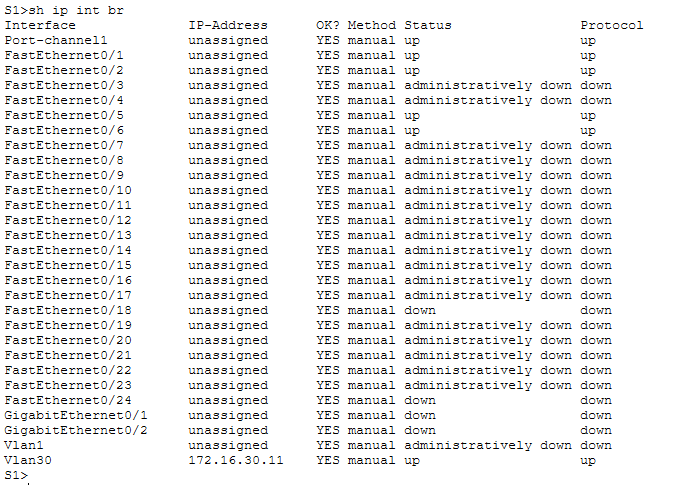 S1>sh ip int br
Interface              IP-Address      OK? Method Status                Protocol
Port-channel1          unassigned      YES manual up                    up
FastEthernet0/1        unassigned      YES manual up                    up
FastEthernet0/2        unassigned      YES manual up                    up
FastEthernet0/3        unassigned      YES manual administratively down down
FastEthernet0/4        unassigned      YES manual administratively down down
FastEthernet0/5        unassigned      YES manual up                    up
FastEthernet0/6        unassigned      YES manual up                    up
FastEthernet0/7        unassigned      YES manual administratively down down
FastEthernet0/8        unassigned      YES manual administratively down down
FastEthernet0/9        unassigned      YES manual administratively down down
FastEthernet0/10       unassigned      YES manual administratively down down
FastEthernet0/11       unassigned      YES manual administratively down down
FastEthernet0/12       unassigned      YES manual administratively down down
FastEthernet0/13       unassigned      YES manual administratively down down
FastEthernet0/14       unassigned      YES manual administratively down down
FastEthernet0/15       unassigned      YES manual administratively down down
FastEthernet0/16       unassigned      YES manual administratively down down
FastEthernet0/17       unassigned      YES manual administratively down down
FastEthernet0/18       unassigned      YES manual down                  down
FastEthernet0/19       unassigned      YES manual administratively down down
FastEthernet0/20       unassigned      YES manual administratively down down
FastEthernet0/21       unassigned      YES manual administratively down down
FastEthernet0/22       unassigned      YES manual administratively down down
FastEthernet0/23       unassigned      YES manual administratively down down
FastEthernet0/24       unassigned      YES manual down                  down
GigabitEthernet0/1     unassigned      YES manual down                  down
GigabitEthernet0/2     unassigned      YES manual down                  down
Vlan1                  unassigned      YES manual administratively down down
Vlan30                 172.16.30.11    YES manual up                    up
S1>